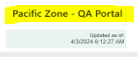 Pacific Zone - QA Portal
Updated as of:
4/3/2024 6:12:27 AM